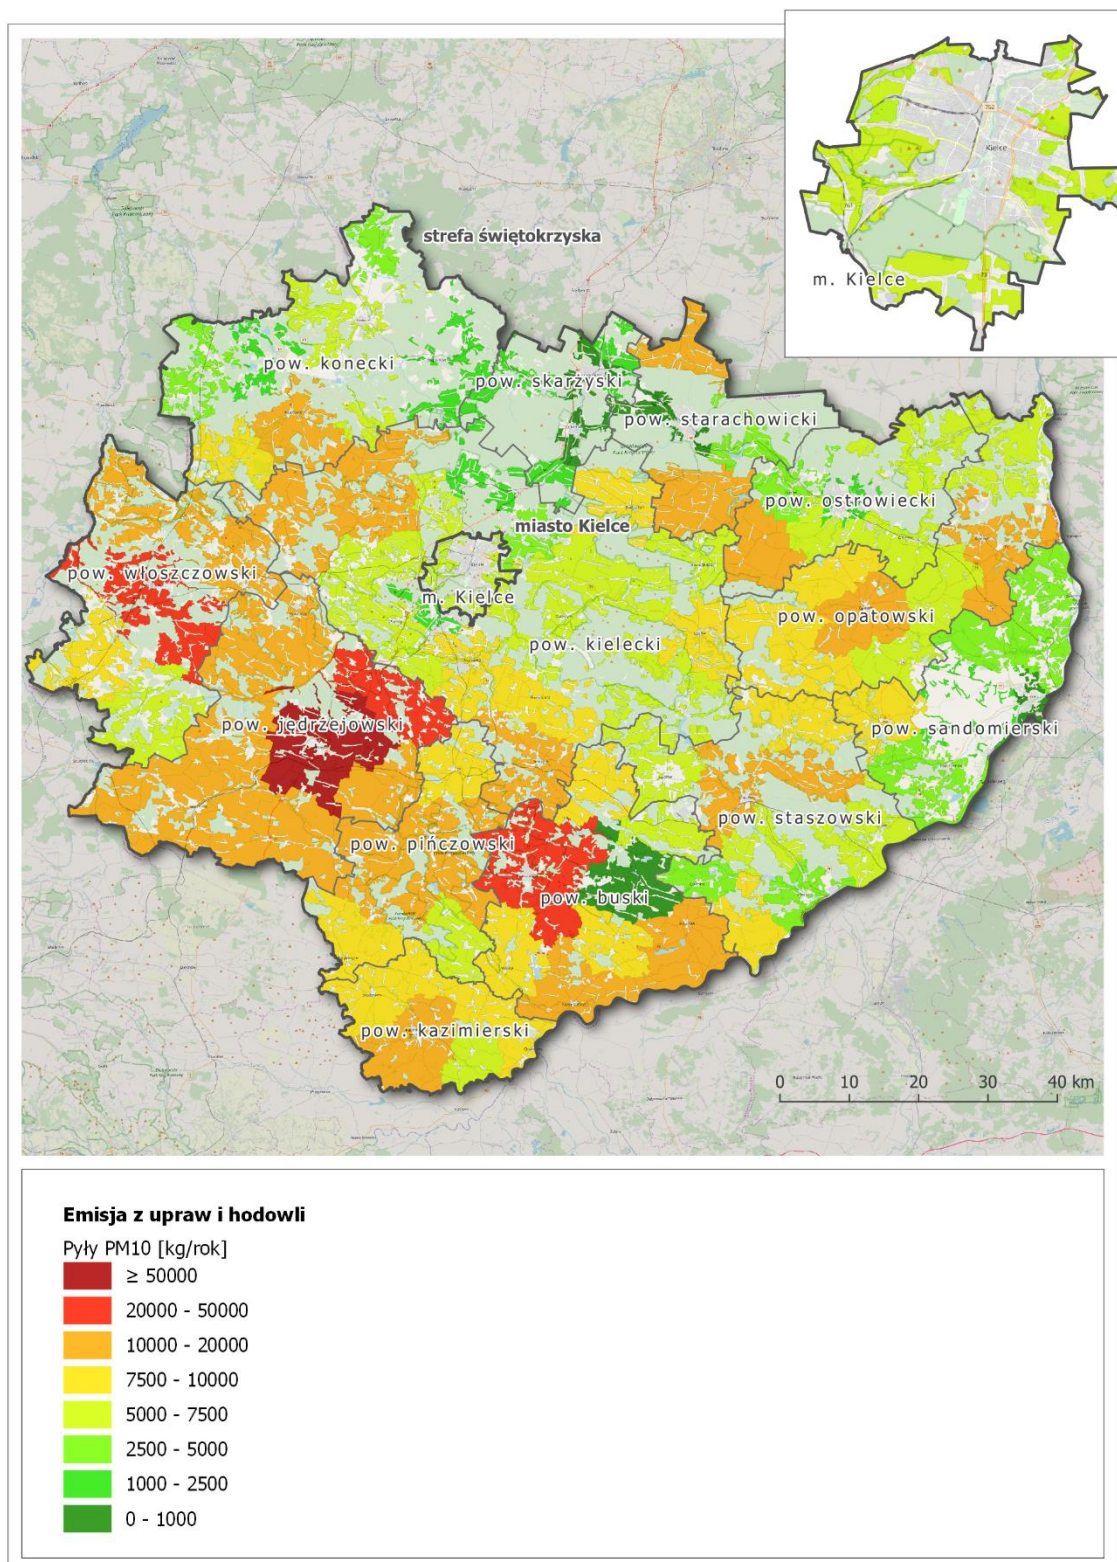 strefa świętokrzyska
702
Kielce
m. Kielce
pow. konecki
pow. skarżyski
pow. starachowicki
pow. ostrowiecki
miasto Kielce
pow. włoszczowski
m. Kielce
pow. opatowski
pow. kielecki
pow. jędrzejowski
pow. sandomierski
pow. staszowski
pow. pińczowski
pow. buski
pow. kazimierski
0 10 20 30 40 km
Emisja z upraw i hodowli
Pyły PM10 [kg/rok]
≥ 50000
20000 - 50000
10000 - 20000
7500 - 10000
5000 - 7500
2500 - 5000
1000 - 2500
0 - 1000